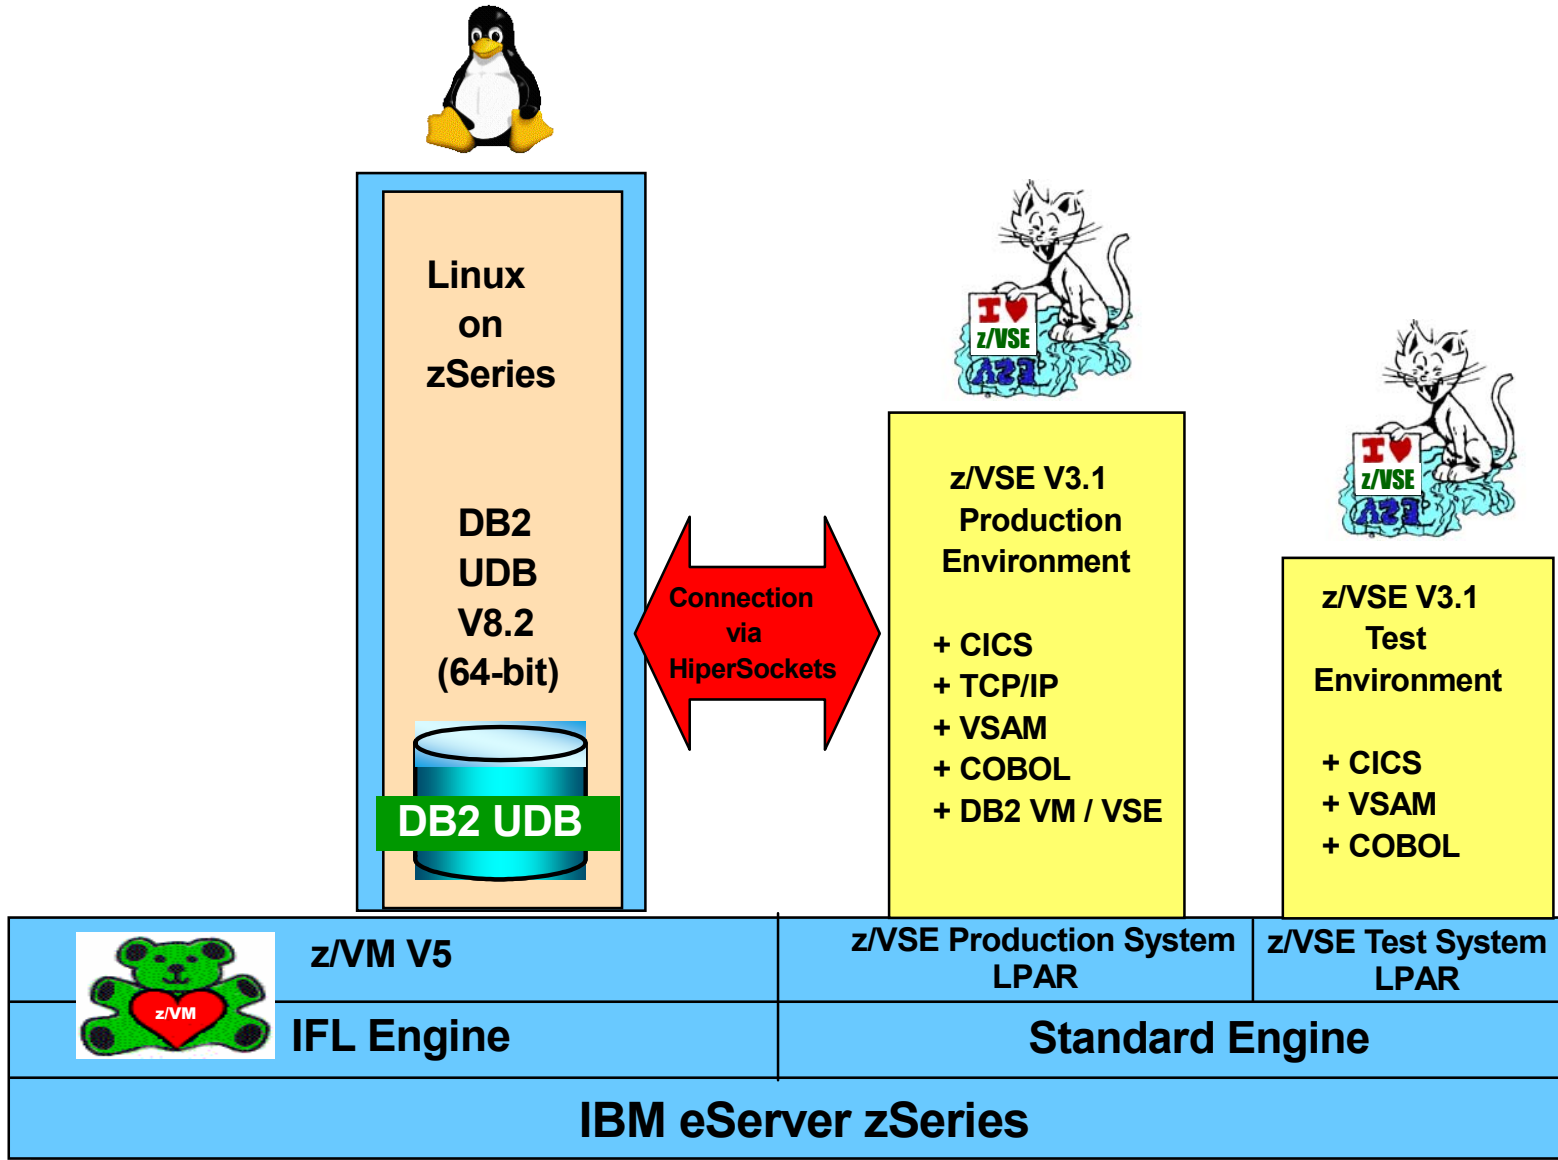 Linux
on
zSeries
DB2
UDB
V8.2
(64-bit)
DB2 UDB
Connection
via
HiperSockets
I ♥
z/VSE
z/VSE V3.1
Production
Environment
+ CICS
+ TCP/IP
+ VSAM
+ COBOL
+ DB2 VM / VSE
I ♥
z/VSE
z/VSE V3.1
Test
Environment
+ CICS
+ VSAM
+ COBOL
z/VM
z/VM V5
z/VSE Production System
LPAR
z/VSE Test System
LPAR
IFL Engine
Standard Engine
IBM eServer zSeries